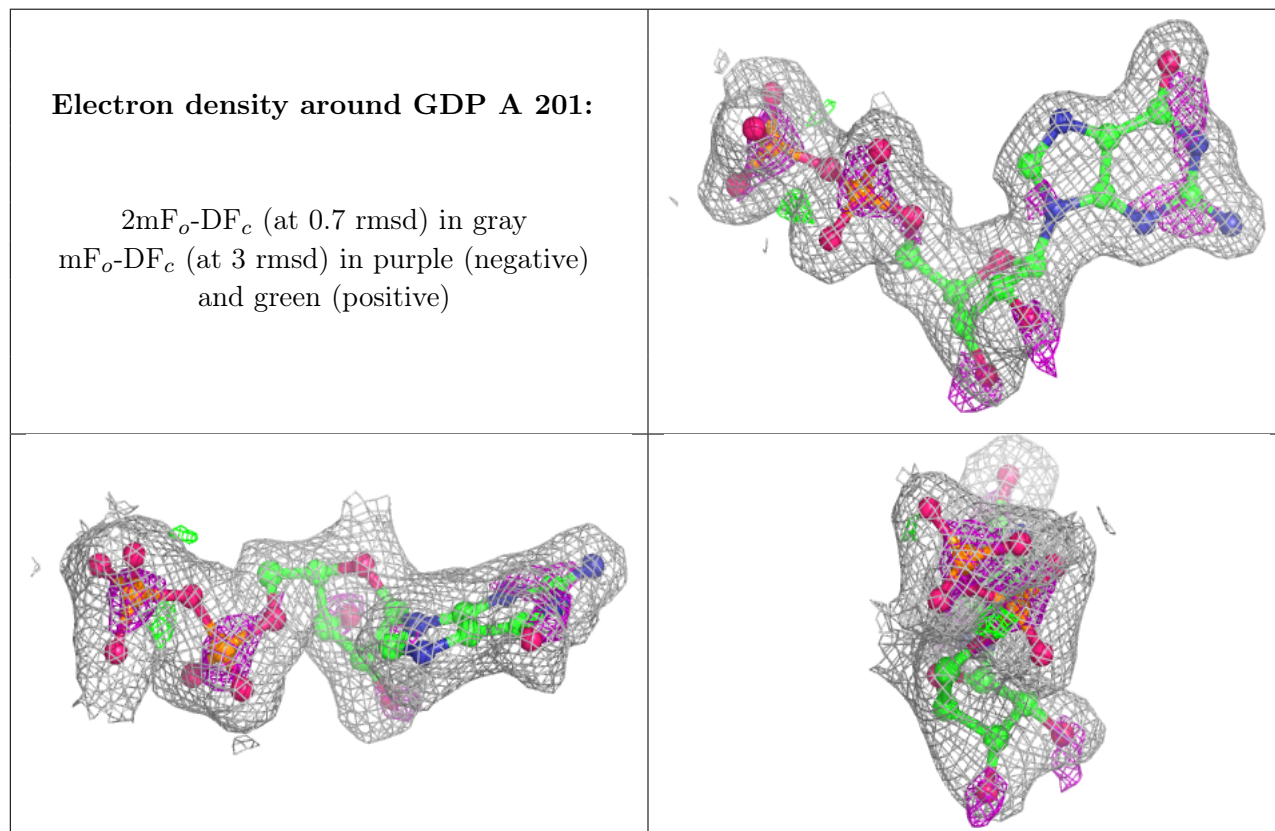 Electron density around GDP A 201:
2mFo-DFc (at 0.7 rmsd) in gray
mFo-DFc (at 3 rmsd) in purple (negative)
and green (positive)